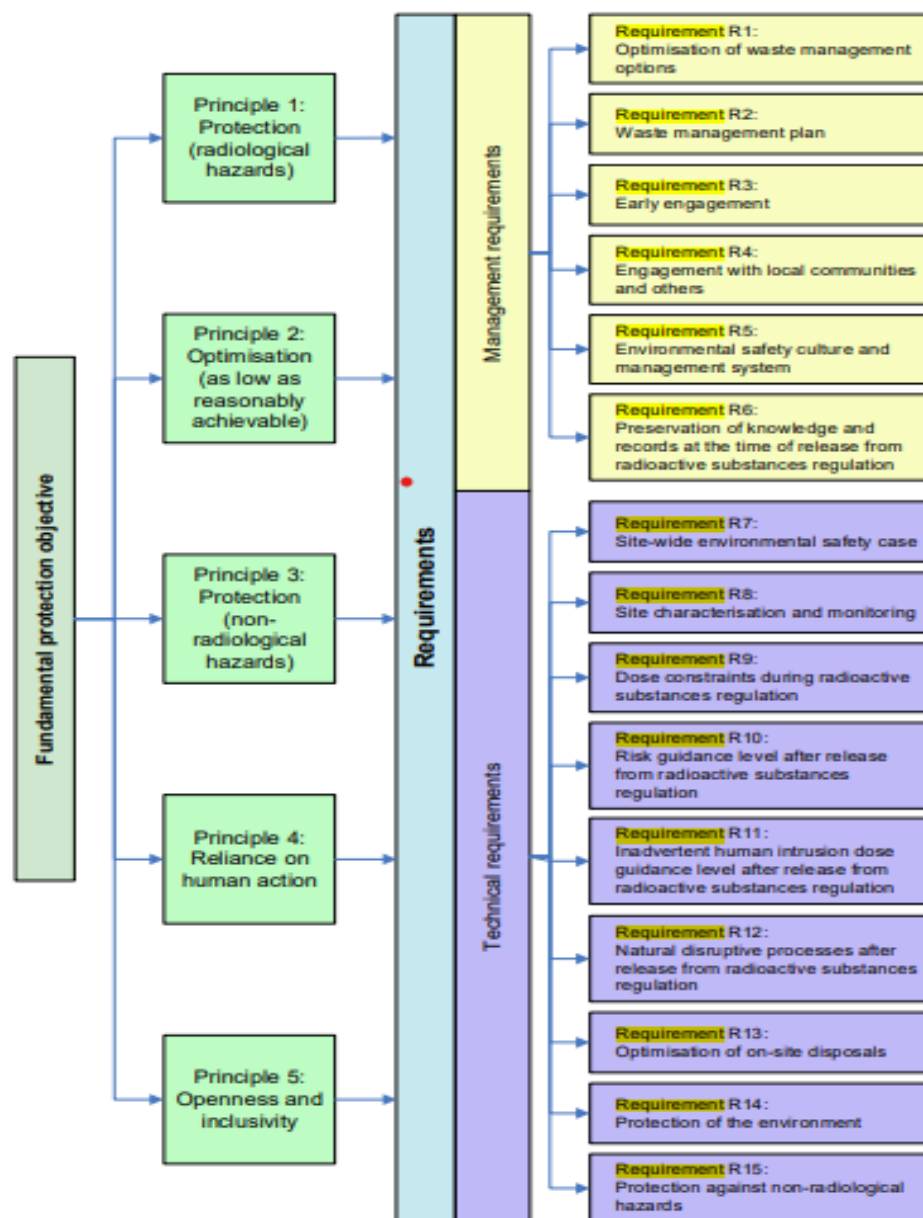 Fundamental protection objective
Principle 1:
Protection
(radiological
hazards)
Principle 2:
Optimisation
(as low as
reasonably
achievable)
Principle 3:
Protection
(non-
radiological
hazards)
Principle 4:
Reliance on
human action
Principle 5:
Openness and
inclusivity
Requirements
Management requirements
Technical requirements
Requirement R1:
Optimisation of waste management
options
Requirement R2:
Waste management plan
Requirement R3:
Early engagement
Requirement R4:
Engagement with local communities
and others
Requirement R5:
Environmental safety culture and
management system
Requirement R6:
Preservation of knowledge and
records at the time of release from
radioactive substances regulation
Requirement R7:
Site-wide environmental safety case
Requirement R8:
Site characterisation and monitoring
Requirement R9:
Dose constraints during radioactive
substances regulation
Requirement R10:
Risk guidance level after release
from radioactive substances
regulation
Requirement R11:
Inadvertent human intrusion dose
guidance level after release from
radioactive substances regulation
Requirement R12:
Natural disruptive processes after
release from radioactive substances
regulation
Requirement R13:
Optimisation of on-site disposals
Requirement R14:
Protection of the environment
Requirement R15:
Protection against non-radiological
hazards